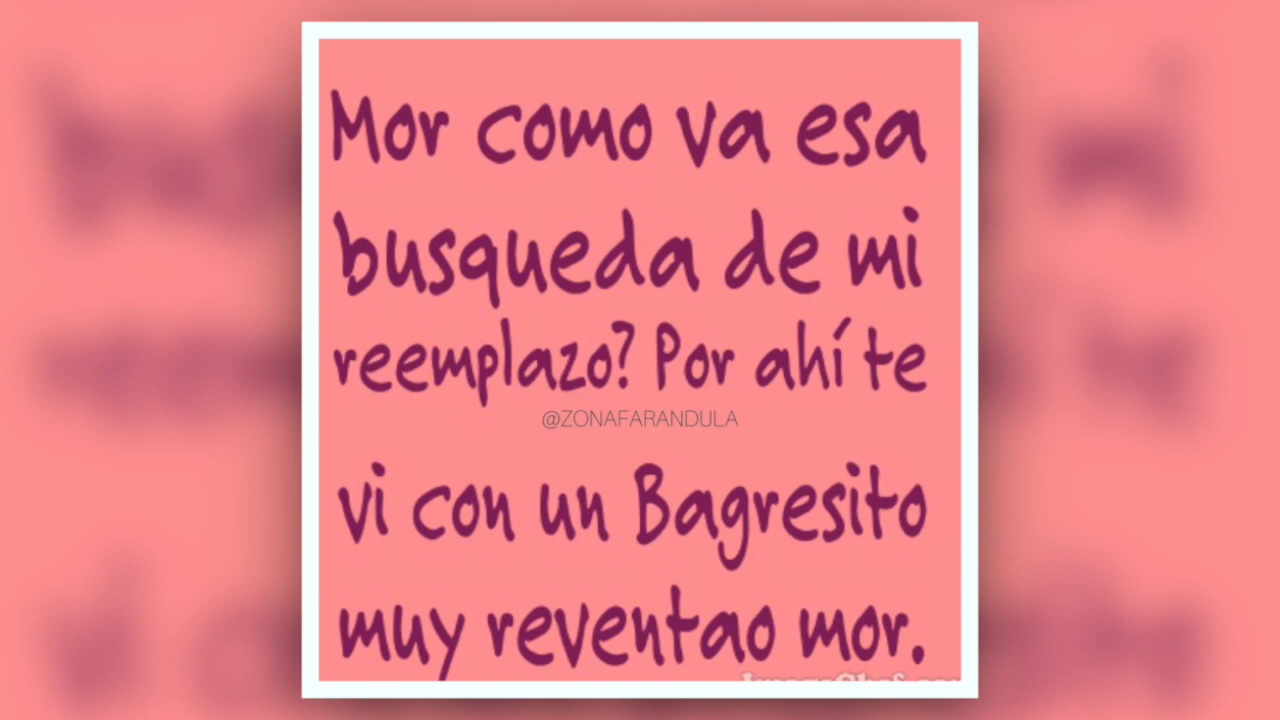 Mor como va esa
busqueda de mi
reemplazo? Por ahí te
@ZONAFARANDULA
vi con un Bagresito
muy reventao mor.